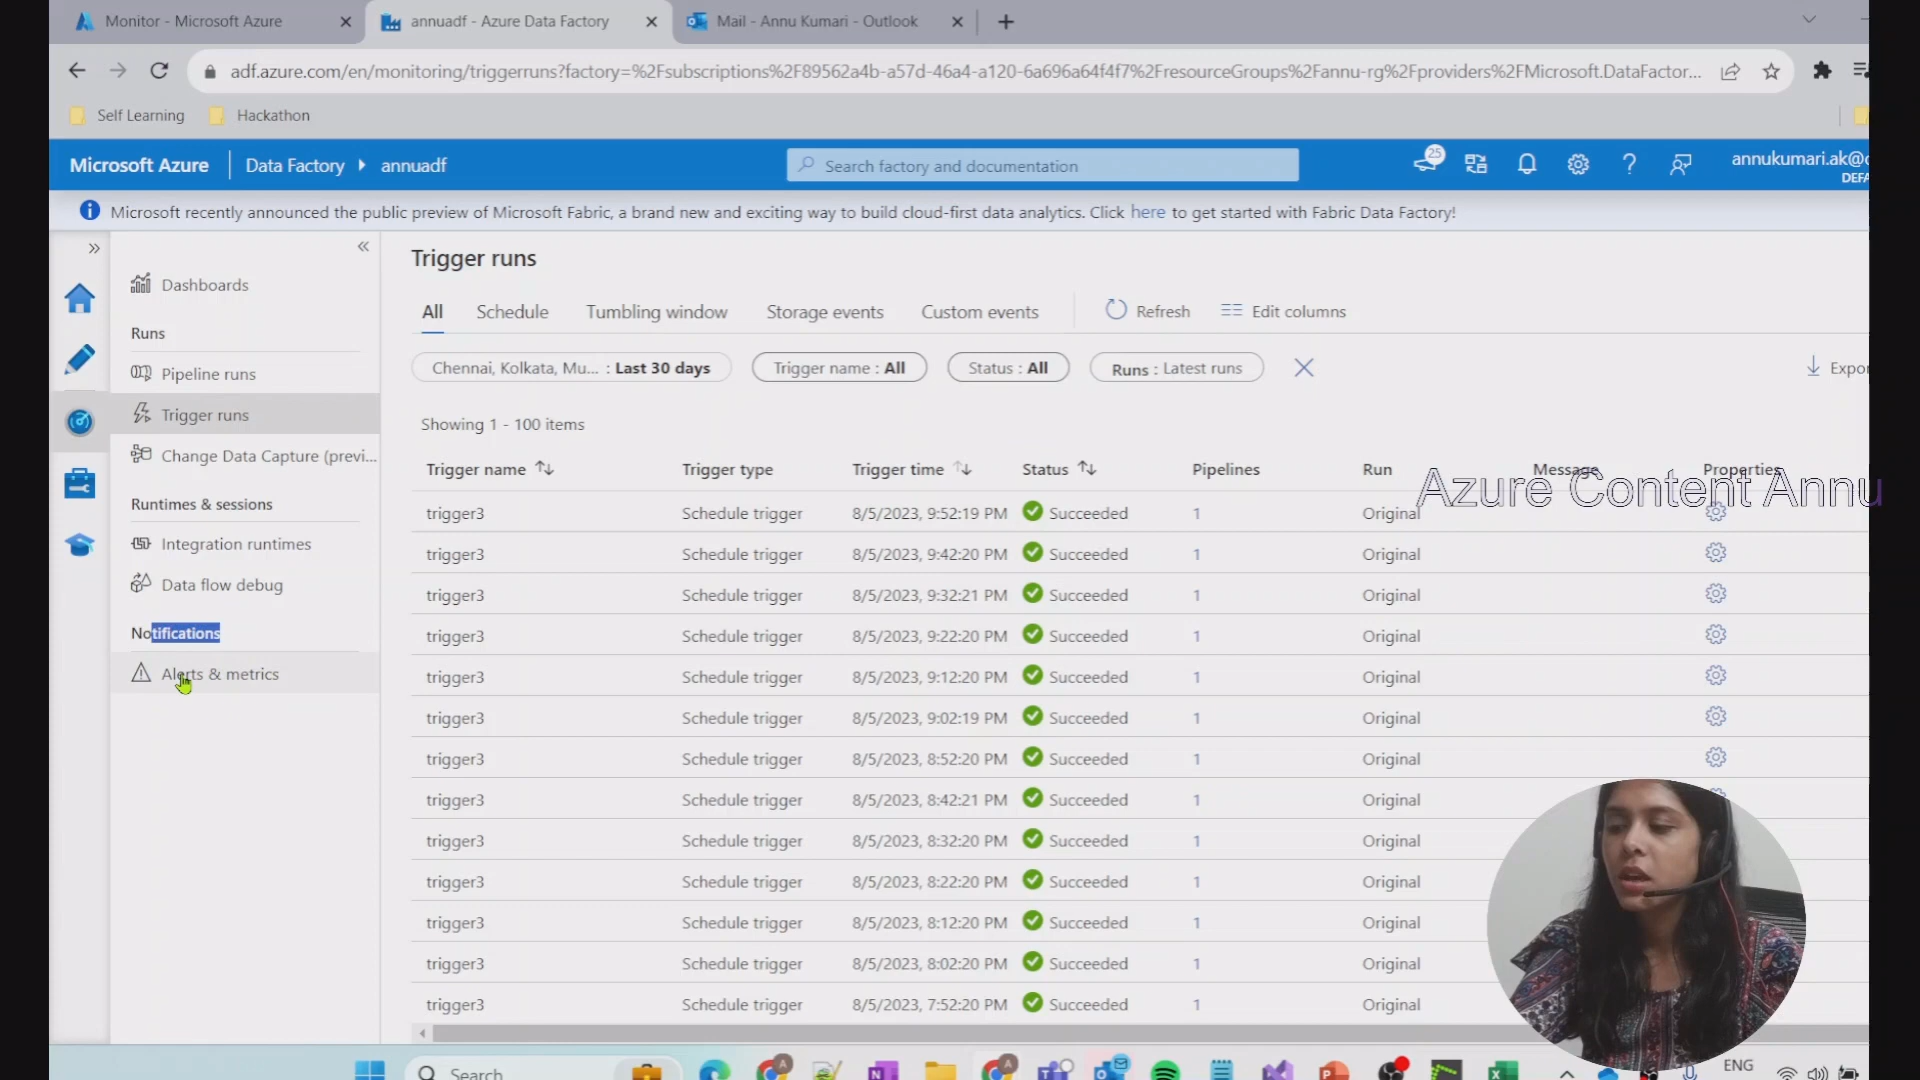 Monitor - Microsoft Azure
annuadf - Azure Data Factory
Mail - Annu Kumari - Outlook
adf.azure.com/en/monitoring/triggerruns?factory=%2Fsubscriptions%2F89562a4b-a57d-46a4-a120-6a696a64f4f7%2FresourceGroups%2Fannu-rg%2Fproviders%2FMicrosoft.DataFactor...
Self Learning
Hackathon
Microsoft Azure
Data Factory
annuadf
Search factory and documentation
25
annukumari.ak@
DEFA
Microsoft recently announced the public preview of Microsoft Fabric, a brand new and exciting way to build cloud-first data analytics. Click here to get started with Fabric Data Factory!
Dashboards
Runs
Pipeline runs
Trigger runs
Change Data Capture (previ...
Runtimes & sessions
Integration runtimes
Data flow debug
Notifications
Alerts & metrics
Trigger runs
All Schedule Tumbling window Storage events Custom events Refresh Edit columns
Chennai, Kolkata, Mu... : Last 30 days Trigger name : All Status : All Runs : Latest runs Expor
Showing 1 - 100 items
Trigger name Trigger type Trigger time Status Pipelines Run Message Properties
Azure Content Annu
trigger3 Schedule trigger 8/5/2023, 9:52:19 PM Succeeded 1 Original
trigger3 Schedule trigger 8/5/2023, 9:42:20 PM Succeeded 1 Original
trigger3 Schedule trigger 8/5/2023, 9:32:21 PM Succeeded 1 Original
trigger3 Schedule trigger 8/5/2023, 9:22:20 PM Succeeded 1 Original
trigger3 Schedule trigger 8/5/2023, 9:12:20 PM Succeeded 1 Original
trigger3 Schedule trigger 8/5/2023, 9:02:19 PM Succeeded 1 Original
trigger3 Schedule trigger 8/5/2023, 8:52:20 PM Succeeded 1 Original
trigger3 Schedule trigger 8/5/2023, 8:42:21 PM Succeeded 1 Original
trigger3 Schedule trigger 8/5/2023, 8:32:20 PM Succeeded 1 Original
trigger3 Schedule trigger 8/5/2023, 8:22:20 PM Succeeded 1 Original
trigger3 Schedule trigger 8/5/2023, 8:12:20 PM Succeeded 1 Original
trigger3 Schedule trigger 8/5/2023, 8:02:20 PM Succeeded 1 Original
trigger3 Schedule trigger 8/5/2023, 7:52:20 PM Succeeded 1 Original
Search
ENG